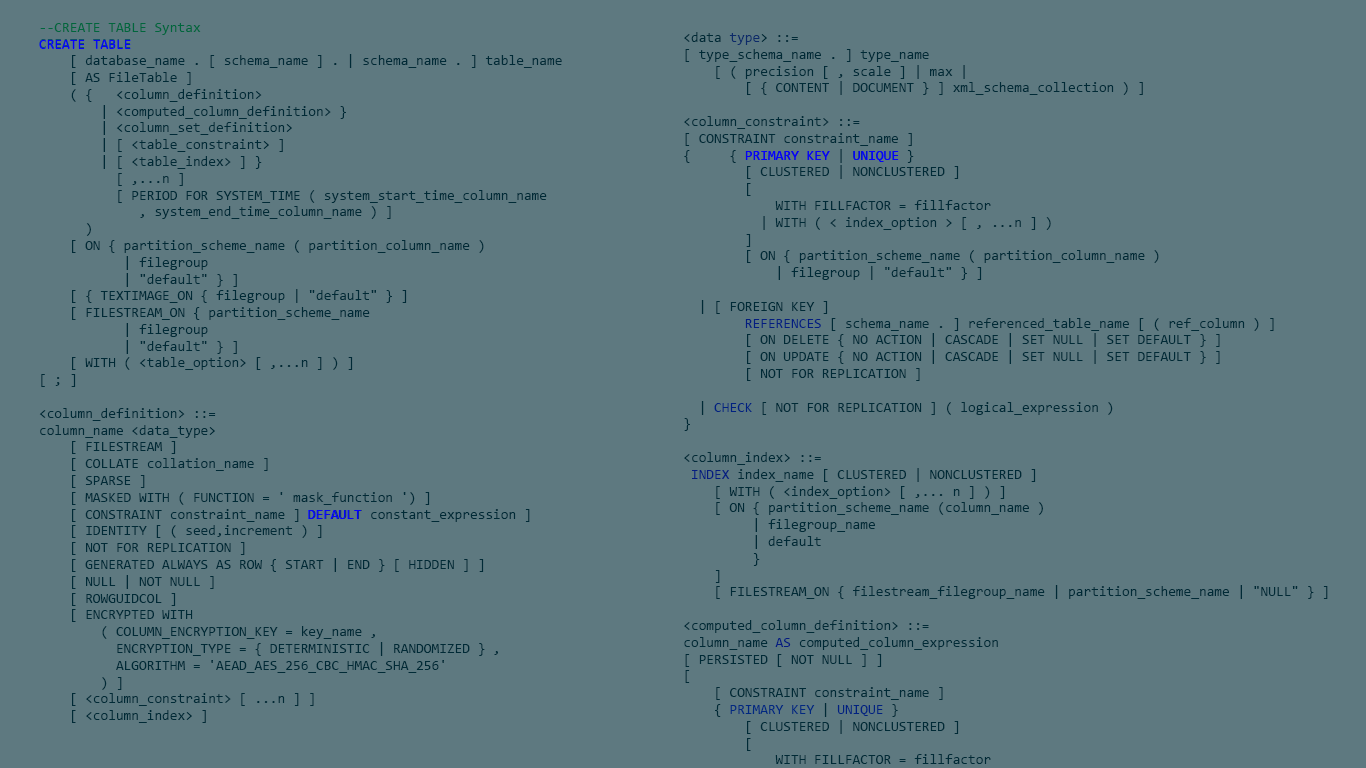 --CREATE TABLE Syntax
CREATE TABLE
    [ database_name . [ schema_name ] . | schema_name . ] table_name
    [ AS FileTable ]
    ( {   <column_definition>
        | <computed_column_definition> }
        | <column_set_definition>
        | [ <table_constraint> ]
        | [ <table_index> ] }
          [ ,...n ]
          [ PERIOD FOR SYSTEM_TIME ( system_start_time_column_name
             , system_end_time_column_name ) ]
      )
    [ ON { partition_scheme_name ( partition_column_name )
           | filegroup
           | "default" } ]
    [ { TEXTIMAGE_ON { filegroup | "default" } ]
    [ FILESTREAM_ON { partition_scheme_name
           | filegroup
           | "default" } ]
    [ WITH ( <table_option> [ ,...n ] ) ]
[ ; ]

<column_definition> ::=
column_name <data_type>
    [ FILESTREAM ]
    [ COLLATE collation_name ]
    [ SPARSE ]
    [ MASKED WITH ( FUNCTION = ' mask_function ') ]
    [ CONSTRAINT constraint_name ] DEFAULT constant_expression ]
    [ IDENTITY [ ( seed,increment ) ]
    [ NOT FOR REPLICATION ]
    [ GENERATED ALWAYS AS ROW { START | END } [ HIDDEN ] ]
    [ NULL | NOT NULL ]
    [ ROWGUIDCOL ]
    [ ENCRYPTED WITH
        ( COLUMN_ENCRYPTION_KEY = key_name ,
          ENCRYPTION_TYPE = { DETERMINISTIC | RANDOMIZED } ,
          ALGORITHM = 'AEAD_AES_256_CBC_HMAC_SHA_256'
        ) ]
    [ <column_constraint> [ ...n ] ]
    [ <column_index> ]

<data type> ::=
[ type_schema_name . ] type_name
    [ ( precision [ , scale ] | max |
        [ { CONTENT | DOCUMENT } ] xml_schema_collection ) ]

<column_constraint> ::=
[ CONSTRAINT constraint_name ]
{     { PRIMARY KEY | UNIQUE }
        [ CLUSTERED | NONCLUSTERED ]
        [
            WITH FILLFACTOR = fillfactor
          | WITH ( < index_option > [ , ...n ] )
        ]
        [ ON { partition_scheme_name ( partition_column_name )
            | filegroup | "default" } ]

  | [ FOREIGN KEY ]
        REFERENCES [ schema_name . ] referenced_table_name [ ( ref_column ) ]
        [ ON DELETE { NO ACTION | CASCADE | SET NULL | SET DEFAULT } ]
        [ ON UPDATE { NO ACTION | CASCADE | SET NULL | SET DEFAULT } ]
        [ NOT FOR REPLICATION ]

  | CHECK [ NOT FOR REPLICATION ] ( logical_expression )
}

<column_index> ::=
 INDEX index_name [ CLUSTERED | NONCLUSTERED ]
    [ WITH ( <index_option> [ ,... n ] ) ]
    [ ON { partition_scheme_name (column_name )
         | filegroup_name
         | default
         }
    ]
    [ FILESTREAM_ON { filestream_filegroup_name | partition_scheme_name | "NULL" } ]

<computed_column_definition> ::=
column_name AS computed_column_expression
[ PERSISTED [ NOT NULL ] ]
[
    [ CONSTRAINT constraint_name ]
    { PRIMARY KEY | UNIQUE }
        [ CLUSTERED | NONCLUSTERED ]
        [
            WITH FILLFACTOR = fillfactor